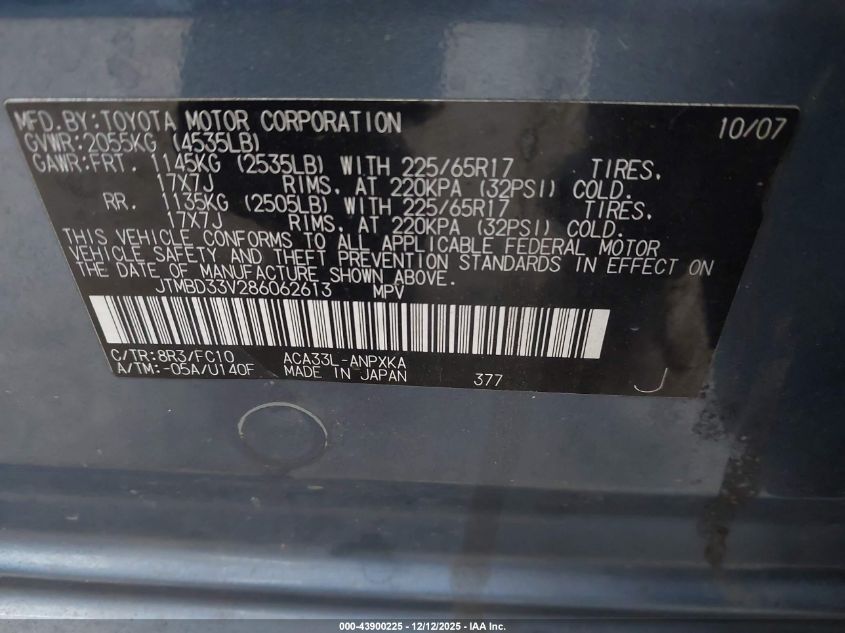 MFD.BY:TOYOTA MOTOR CORPORATION 10/07
GVWR:2055KG (4535LB)
GAWR:FRT. 1145KG (2535LB) WITH 225/65R17 TIRES,
17X7J RIMS, AT 220KPA (32PSI) COLD.
RR. 1135KG (2505LB) WITH 225/65R17 TIRES,
17X7J RIMS, AT 220KPA (32PSI) COLD.
THIS VEHICLE CONFORMS TO ALL APPLICABLE FEDERAL MOTOR
VEHICLE SAFETY AND THEFT PREVENTION STANDARDS IN EFFECT ON
THE DATE OF MANUFACTURE SHOWN ABOVE.
JTMBD33V286062613 MPV
C/TR:8R3/FC10 ACA33L-ANPXKA
A/TM:-05A/U140F MADE IN JAPAN 377 J
000-43900225 - 12/12/2025 - IAA, Inc.